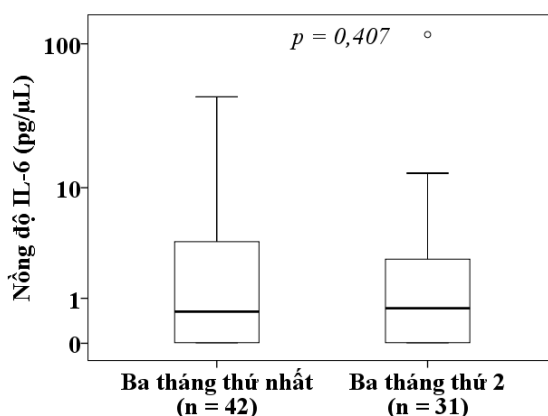 Nồng độ IL-6 (pg/µL)
100
10
1
0
p = 0,407
Ba tháng thứ nhất
(n = 42)
Ba tháng thứ 2
(n = 31)